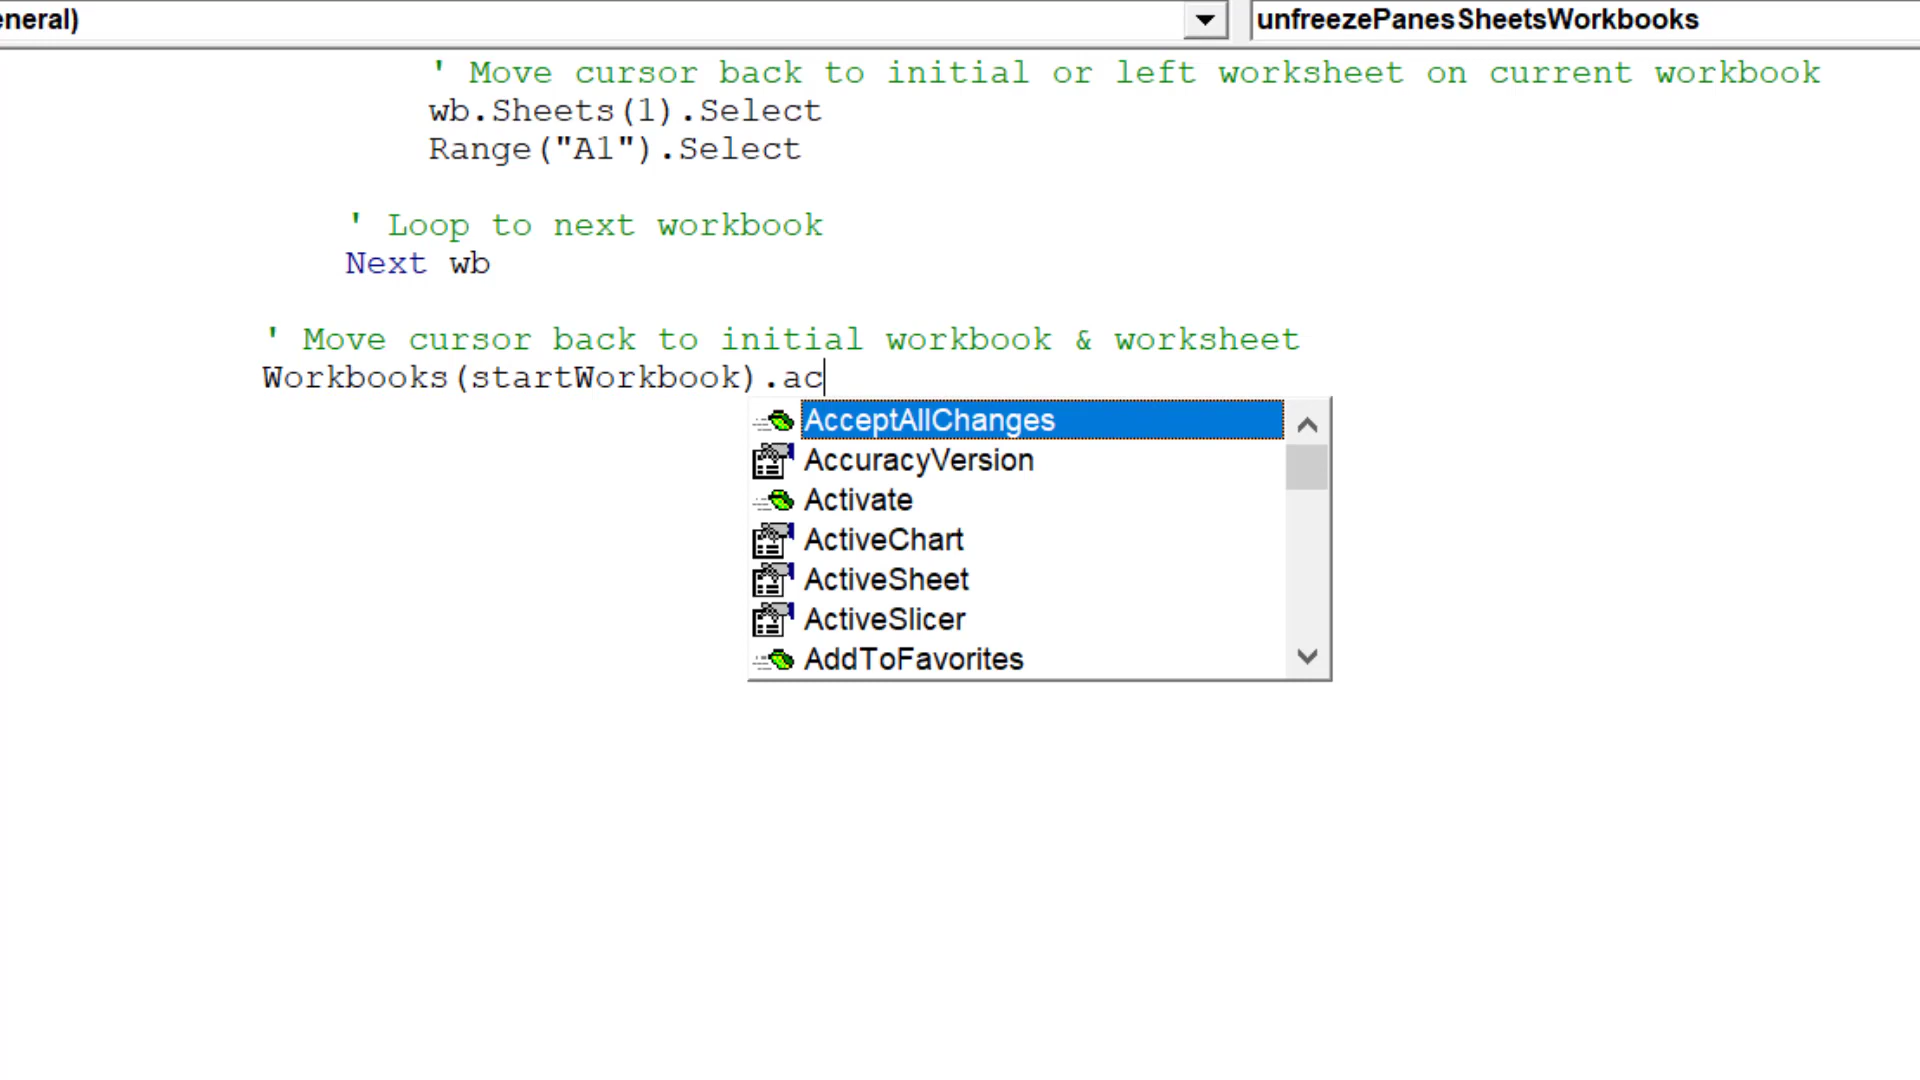 eneral)
unfreezePanesSheetsWorkbooks
' Move cursor back to initial or left worksheet on current workbook
wb.Sheets(1).Select
Range("A1").Select
' Loop to next workbook
Next wb
' Move cursor back to initial workbook & worksheet
Workbooks(startWorkbook).ac
AcceptAllChanges
AccuracyVersion
Activate
ActiveChart
ActiveSheet
ActiveSlicer
AddToFavorites